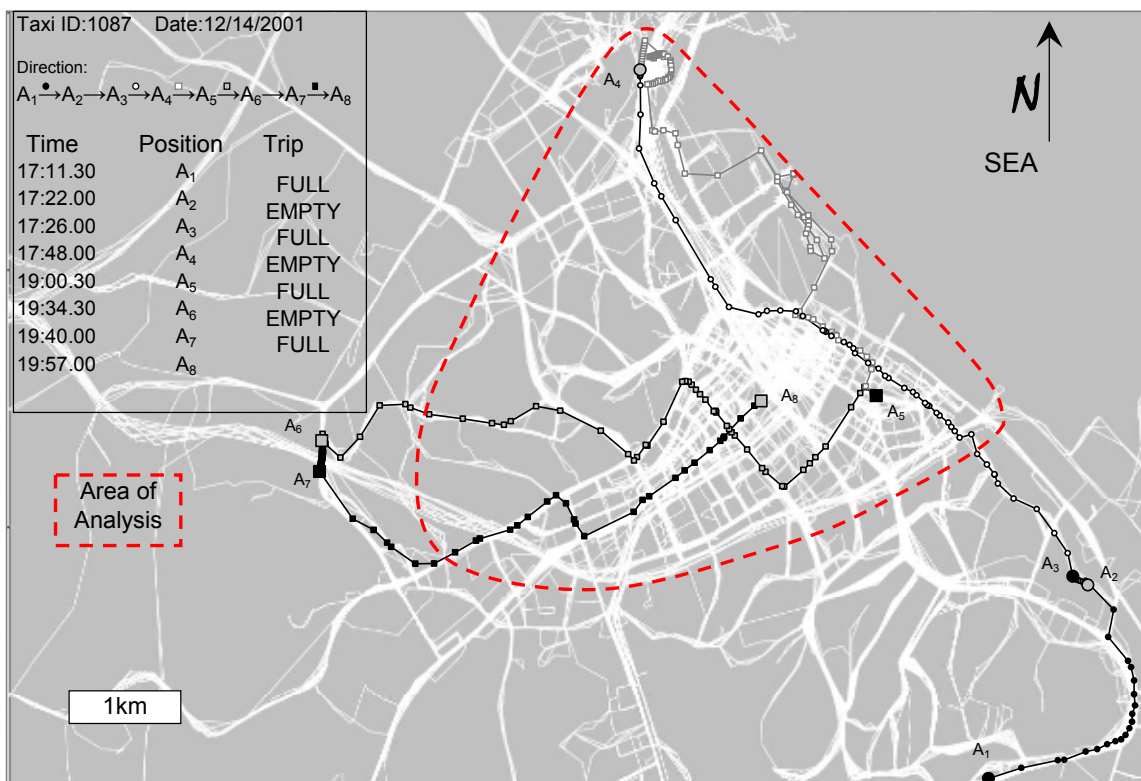 Taxi ID:1087 Date:12/14/2001
Direction:
A1→A2→A3→A4→A5→A6→A7→A8
Time Position Trip
17:11.30 A1
FULL
17:22.00 A2
EMPTY
17:26.00 A3
FULL
17:48.00 A4
EMPTY
19:00.30 A5
FULL
19:34.30 A6
EMPTY
19:40.00 A7
FULL
19:57.00 A8
A4
N
SEA
A8
A5
A6
A7
Area of
Analysis
A3
A2
1km
A1